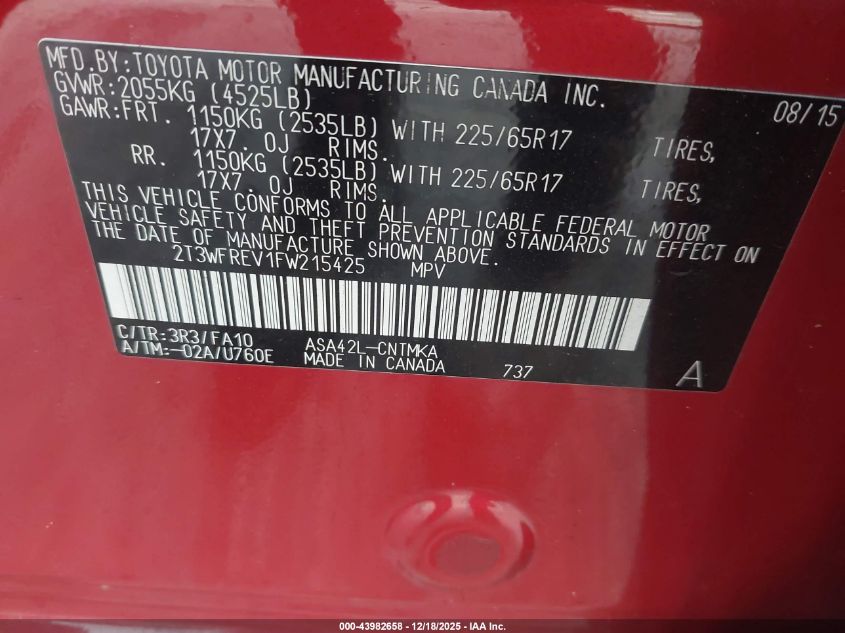 MFD.BY:TOYOTA MOTOR MANUFACTURING CANADA INC. 08/15
GVWR:2055KG (4525LB)
GAWR:FRT. 1150KG (2535LB) WITH 225/65R17 TIRES,
17X7.0J RIMS.
RR. 1150KG (2535LB) WITH 225/65R17 TIRES,
17X7.0J RIMS.
THIS VEHICLE CONFORMS TO ALL APPLICABLE FEDERAL MOTOR
VEHICLE SAFETY AND THEFT PREVENTION STANDARDS IN EFFECT ON
THE DATE OF MANUFACTURE SHOWN ABOVE.
2T3WFREV1FW215425 MPV
C/TR:3R3/FA10 ASA42L-CNTMKA
A/TM:-02A/U760E MADE IN CANADA 737 A
000-43982658 - 12/18/2025 - IAA Inc.